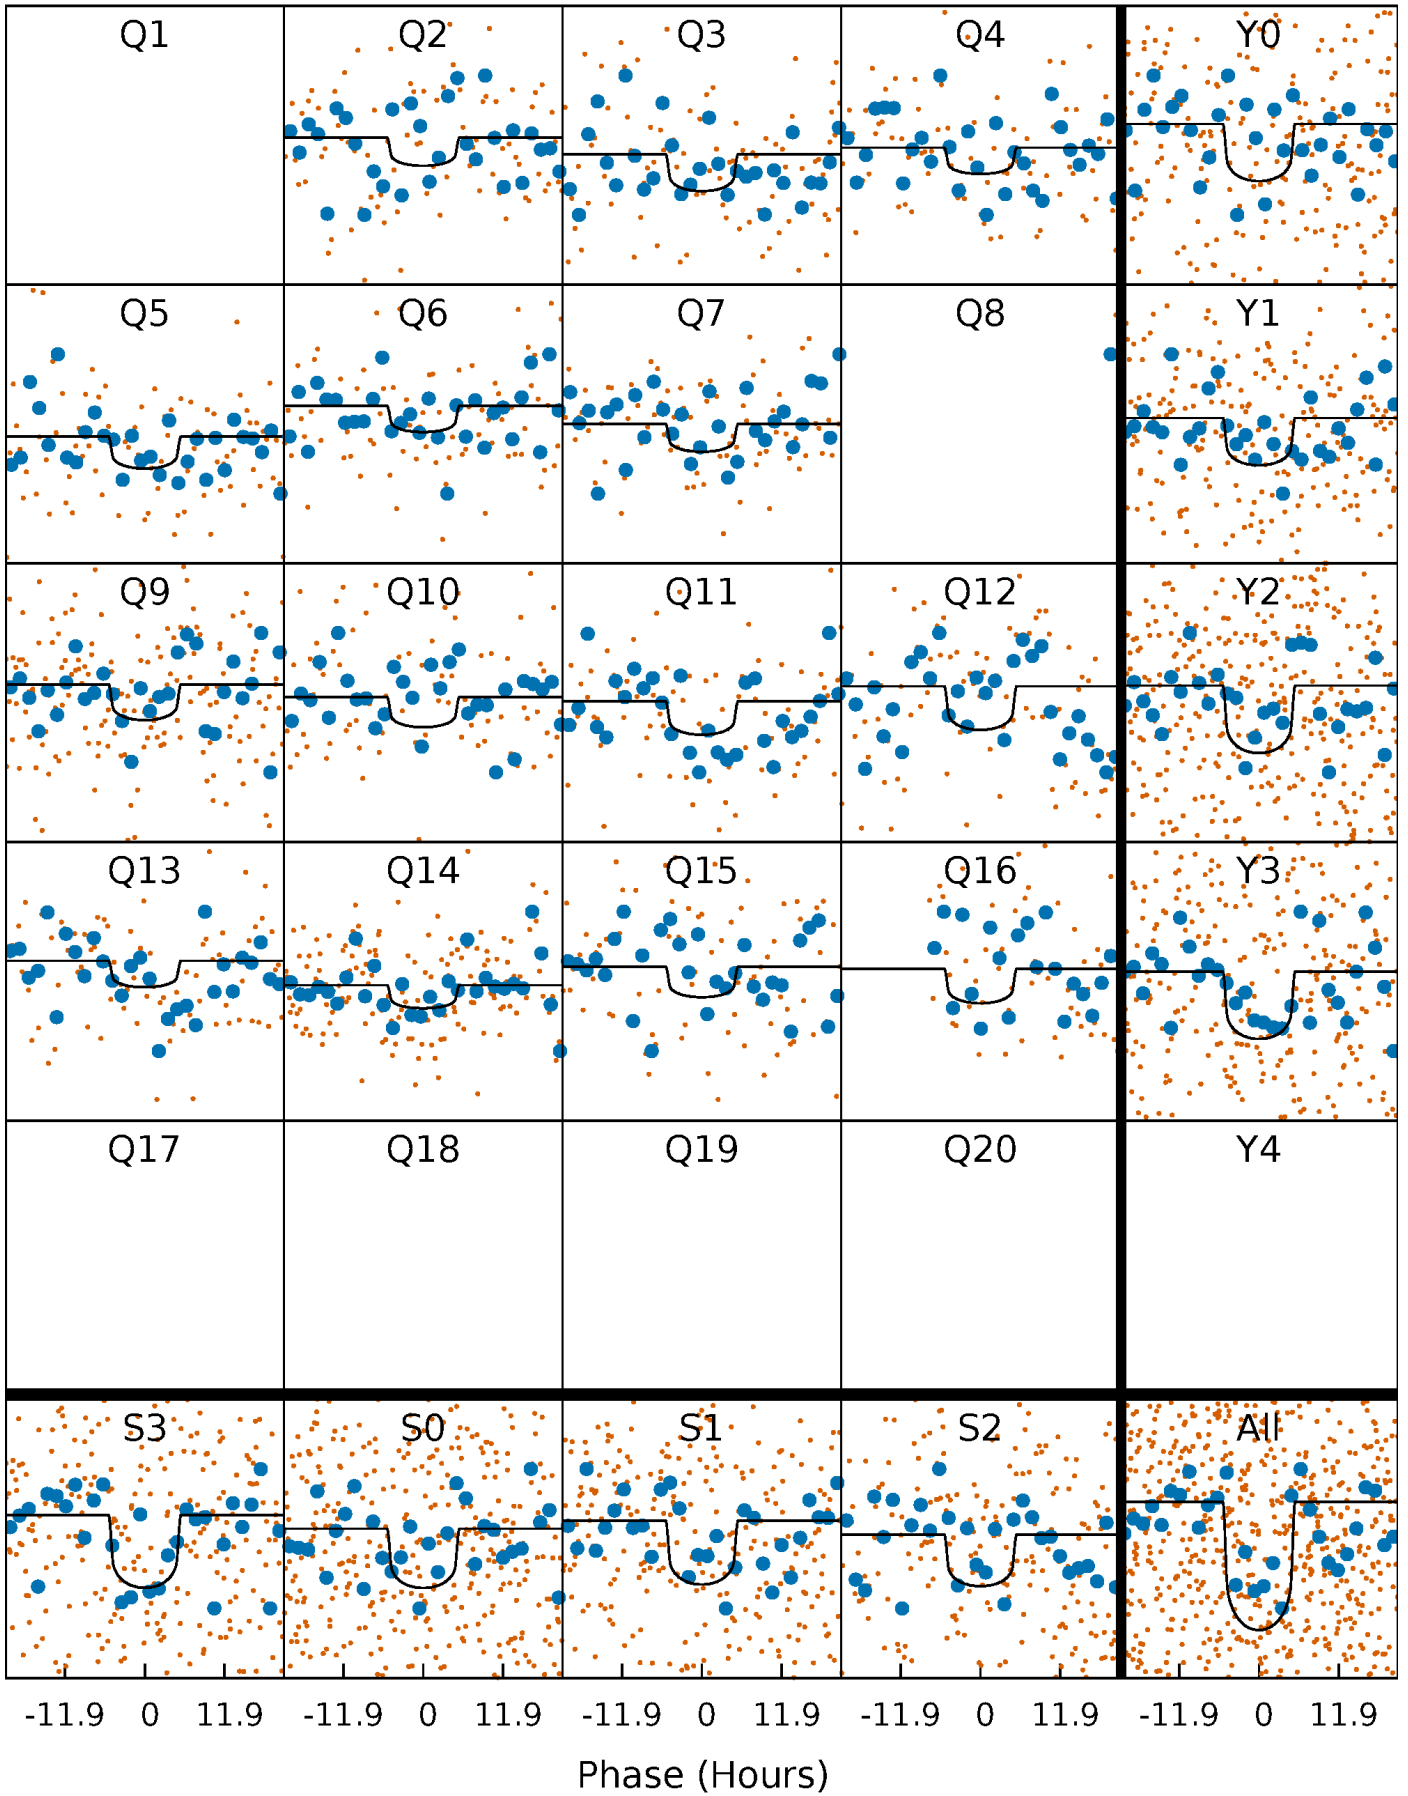 Q1 Q2 Q3 Q4 Y0
Q5 Q6 Q7 Q8 Y1
Q9 Q10 Q11 Q12 Y2
Q13 Q14 Q15 Q16 Y3
Q17 Q18 Q19 Q20 Y4
S3 S0 S1 S2 All
-11.9 0 11.9 -11.9 0 11.9 -11.9 0 11.9 -11.9 0 11.9 -11.9 0 11.9
Phase (Hours)